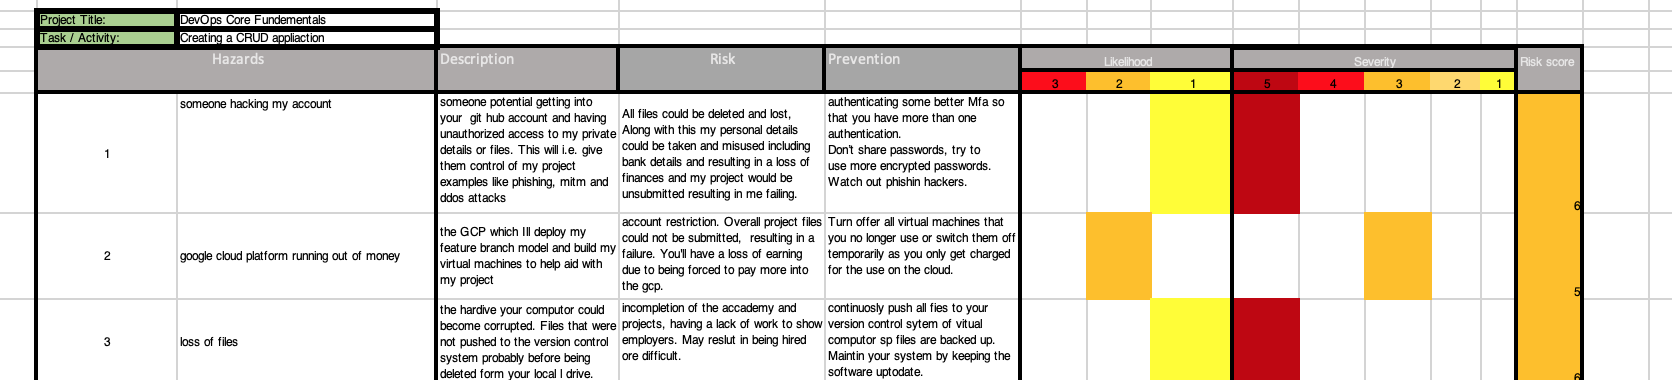 Project Title: DevOps Core Fundementals
Task / Activity: Creating a CRUD appliaction
Hazards Description Risk Prevention Likelihood Severity Risk score
3 2 1 5 4 3 2 1
1
someone hacking my account
someone potential getting into
your git hub account and having
unauthorized access to my private
details or files. This will i.e. give
them control of my project
examples like phishing, mitm and
ddos attacks
All files could be deleted and lost,
Along with this my personal details
could be taken and misused including
bank details and resulting in a loss of
finances and my project would be
unsubmitted resulting in me failing.
authenticating some better Mfa so
that you have more than one
authentication.
Don't share passwords, try to
use more encrypted passwords.
Watch out phishin hackers.
6
2
google cloud platform running out of money
the GCP which Ill deploy my
feature branch model and build my
virtual machines to help aid with
my project
account restriction. Overall project files
could not be submitted, resulting in a
failure. You'll have a loss of earning
due to being forced to pay more into
the gcp.
Turn offer all virtual machines that
you no longer use or switch them off
temporarily as you only get charged
for the use on the cloud.
5
3
loss of files
the hardive your computor could
become corrupted. Files that were
not pushed to the version control
system probably before being
deleted form your local l drive.
incompletion of the accademy and
projects, having a lack of work to show
employers. May reslut in being hired
ore difficult.
continuosly push all fies to your
version control sytem of vitual
computor sp files are backed up.
Maintin your system by keeping the
software uptodate.
6